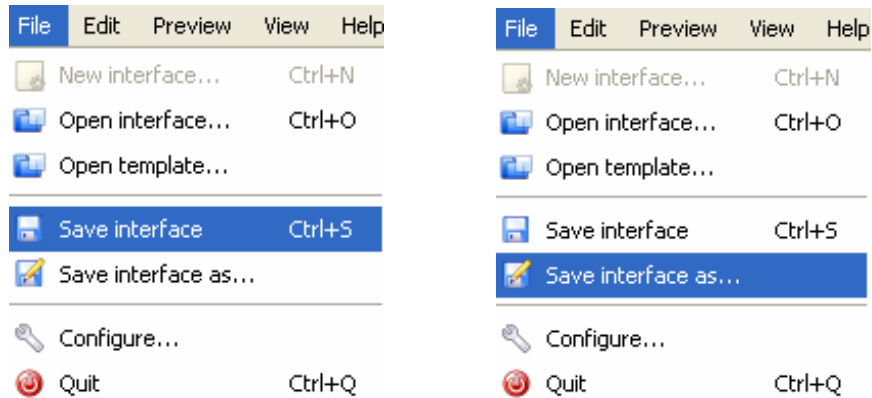 File Edit Preview View Help
New interface... Ctrl+N
Open interface... Ctrl+O
Open template...
Save interface Ctrl+S
Save interface as...
Configure...
Quit Ctrl+Q
File Edit Preview View Help
New interface... Ctrl+N
Open interface... Ctrl+O
Open template...
Save interface Ctrl+S
Save interface as...
Configure...
Quit Ctrl+Q